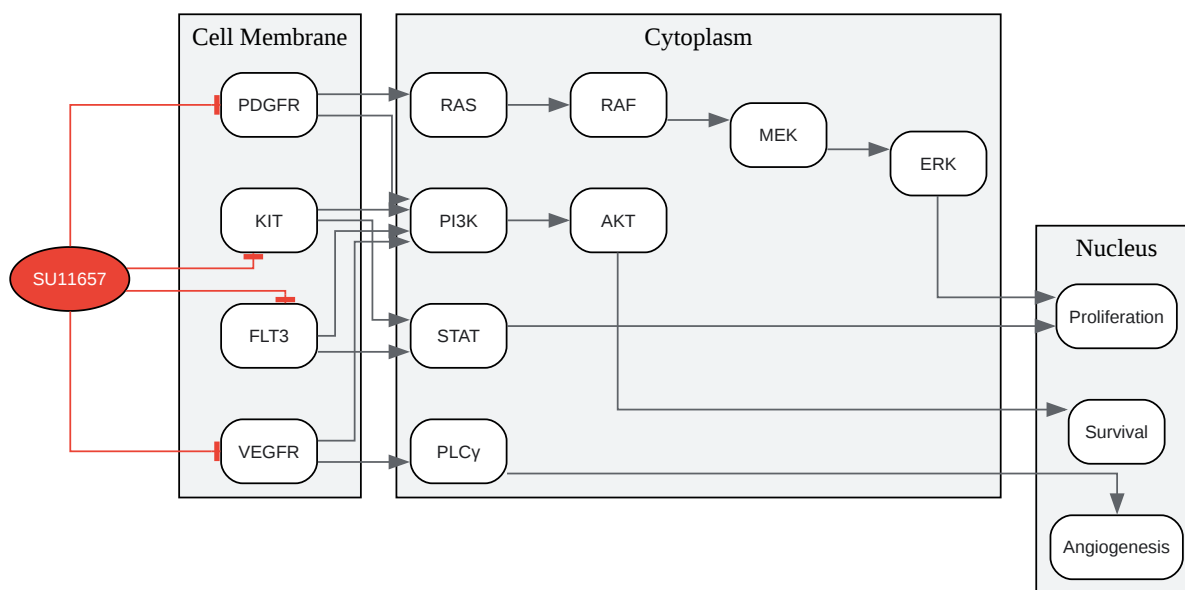 Cell Membrane
Cytoplasm
PDGFR
RAS
RAF
MEK
ERK
KIT
PI3K
AKT
Nucleus
SU11657
Proliferation
FLT3
STAT
Survival
VEGFR
PLCγ
Angiogenesis